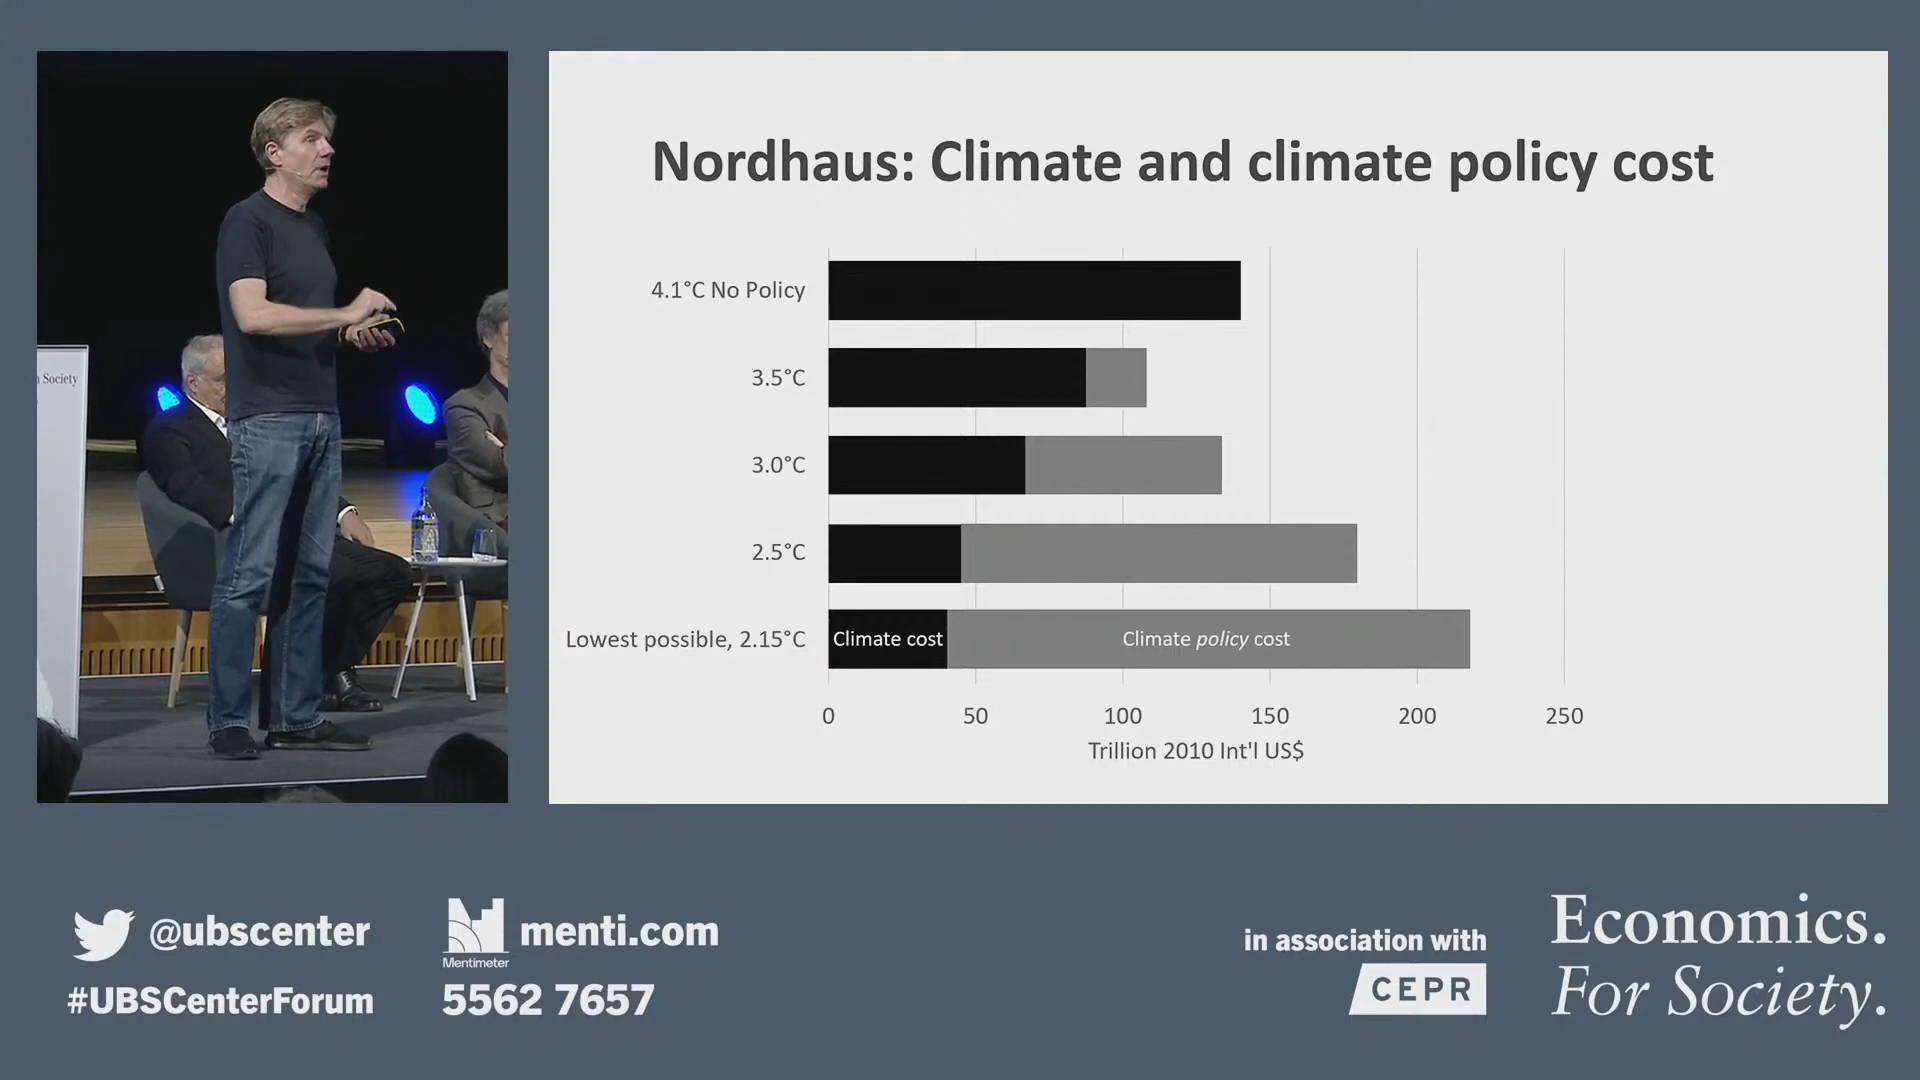 n Society
Nordhaus: Climate and climate policy cost
4.1°C No Policy
3.5°C
3.0°C
2.5°C
Lowest possible, 2.15°C
Climate cost
Climate policy cost
0 50 100 150 200 250
Trillion 2010 Int'l US$
@ubscenter
#UBSCenterForum
Mentimeter
menti.com
5562 7657
in association with
CEPR
Economics.
For Society.